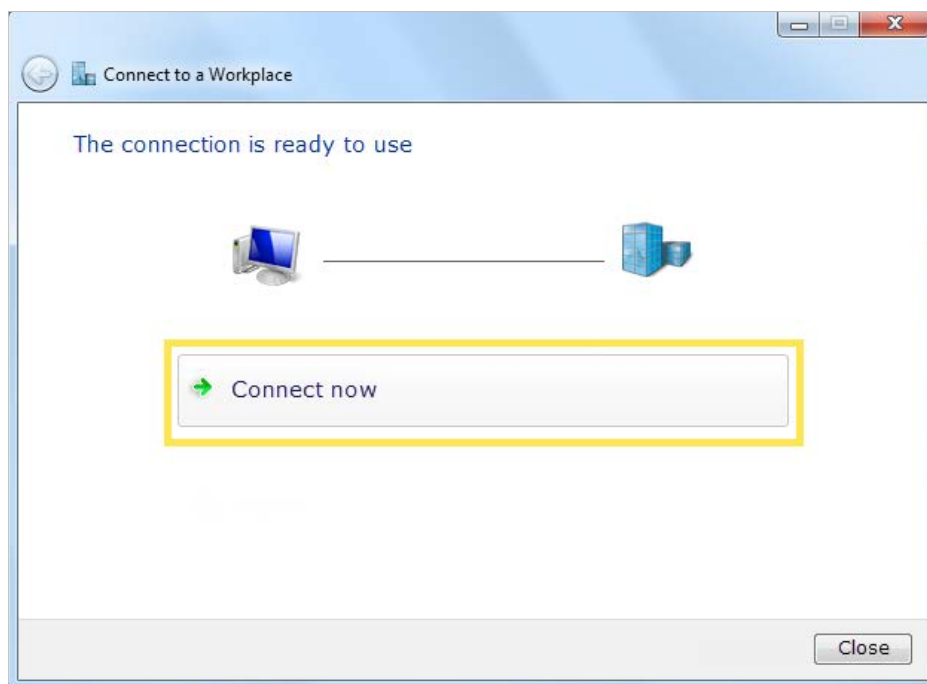 Connect to a Workplace
The connection is ready to use
Connect now
Close